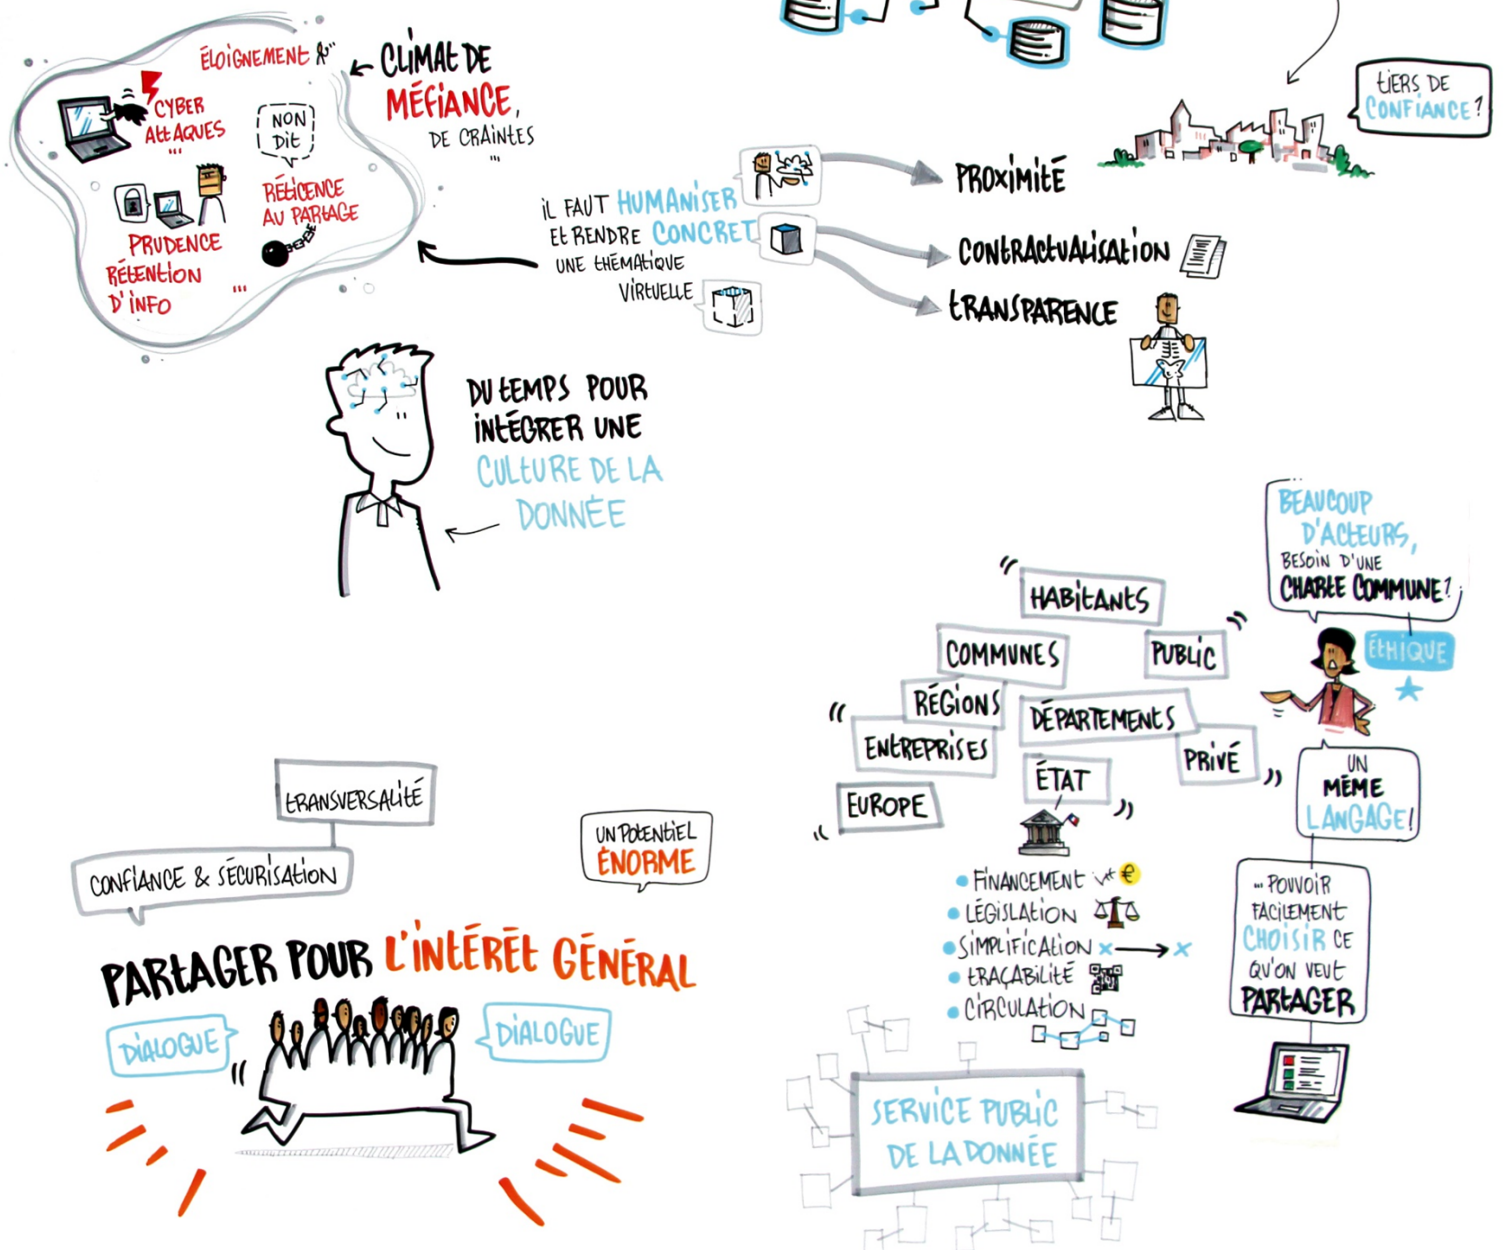 ÉLOIGNEMENT
CYBER
ATTAQUES
...
NON
DIT
RÉTICENCE
AU PARTAGE
PRUDENCE
RÉTENTION
D'INFO
...
CLIMAT DE
MÉFIANCE,
DE CRAINTES
...
IL FAUT HUMANISER
ET RENDRE CONCRET
UNE THÉMATIQUE
VIRTUELLE
PROXIMITÉ
CONTRACTUALISATION
TRANSPARENCE
TIERS DE
CONFIANCE?
DU TEMPS POUR
INTÉGRER UNE
CULTURE DE LA
DONNÉE
BEAUCOUP
D'ACTEURS,
BESOIN D'UNE
CHARTE COMMUNE?
ÉTHIQUE
HABITANTS
COMMUNES
PUBLIC
RÉGIONS
DÉPARTEMENTS
ENTREPRISES
PRIVÉ
ÉTAT
EUROPE
UN
MÊME
LANGAGE!
... POUVOIR
FACILEMENT
CHOISIR CE
QU'ON VEUT
PARTAGER
• FINANCEMENT €
• LÉGISLATION
• SIMPLIFICATION
• TRAÇABILITÉ
• CIRCULATION
SERVICE PUBLIC
DE LA DONNÉE
TRANSVERSALITÉ
CONFIANCE & SÉCURISATION
UN POTENTIEL
ÉNORME
PARTAGER POUR L'INTÉRÊT GÉNÉRAL
DIALOGUE
DIALOGUE